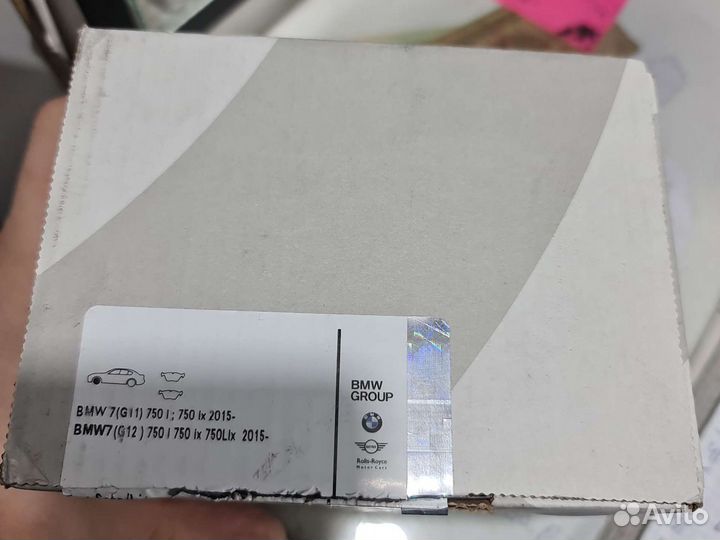 BMW 7(G11) 750 I ; 750 Ix 2015-
BMW7(G12 ) 750 I 750 Ix 750LIx 2015-
BMW
GROUP
MINI
Rolls-Royce
Motor Cars
Avito